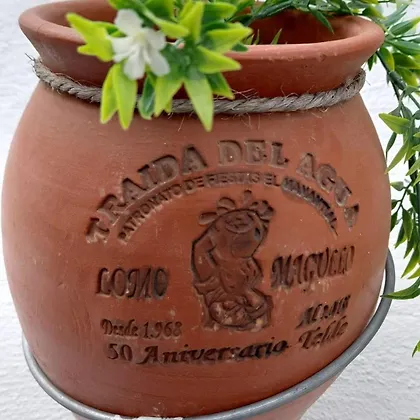 TRAIDA DEL AGUA
PATRONATO DE FIESTAS EL MANANTIAL
LOMO MAGULLO
Desde 1.968
50 Aniversario Telde